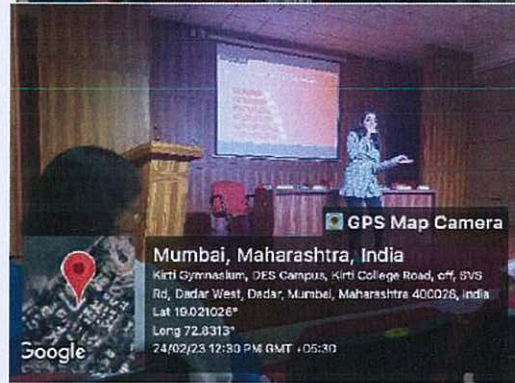 GPS Map Camera
Mumbai, Maharashtra, India
Kirti Gymnasium, DES Campus, Kirti College Road, off, SVS
Rd, Dadar West, Dadar, Mumbai, Maharashtra 400028, India
Lat 19.021026°
Long 72.8313°
24/02/23 12:30 PM GMT +05:30
Google